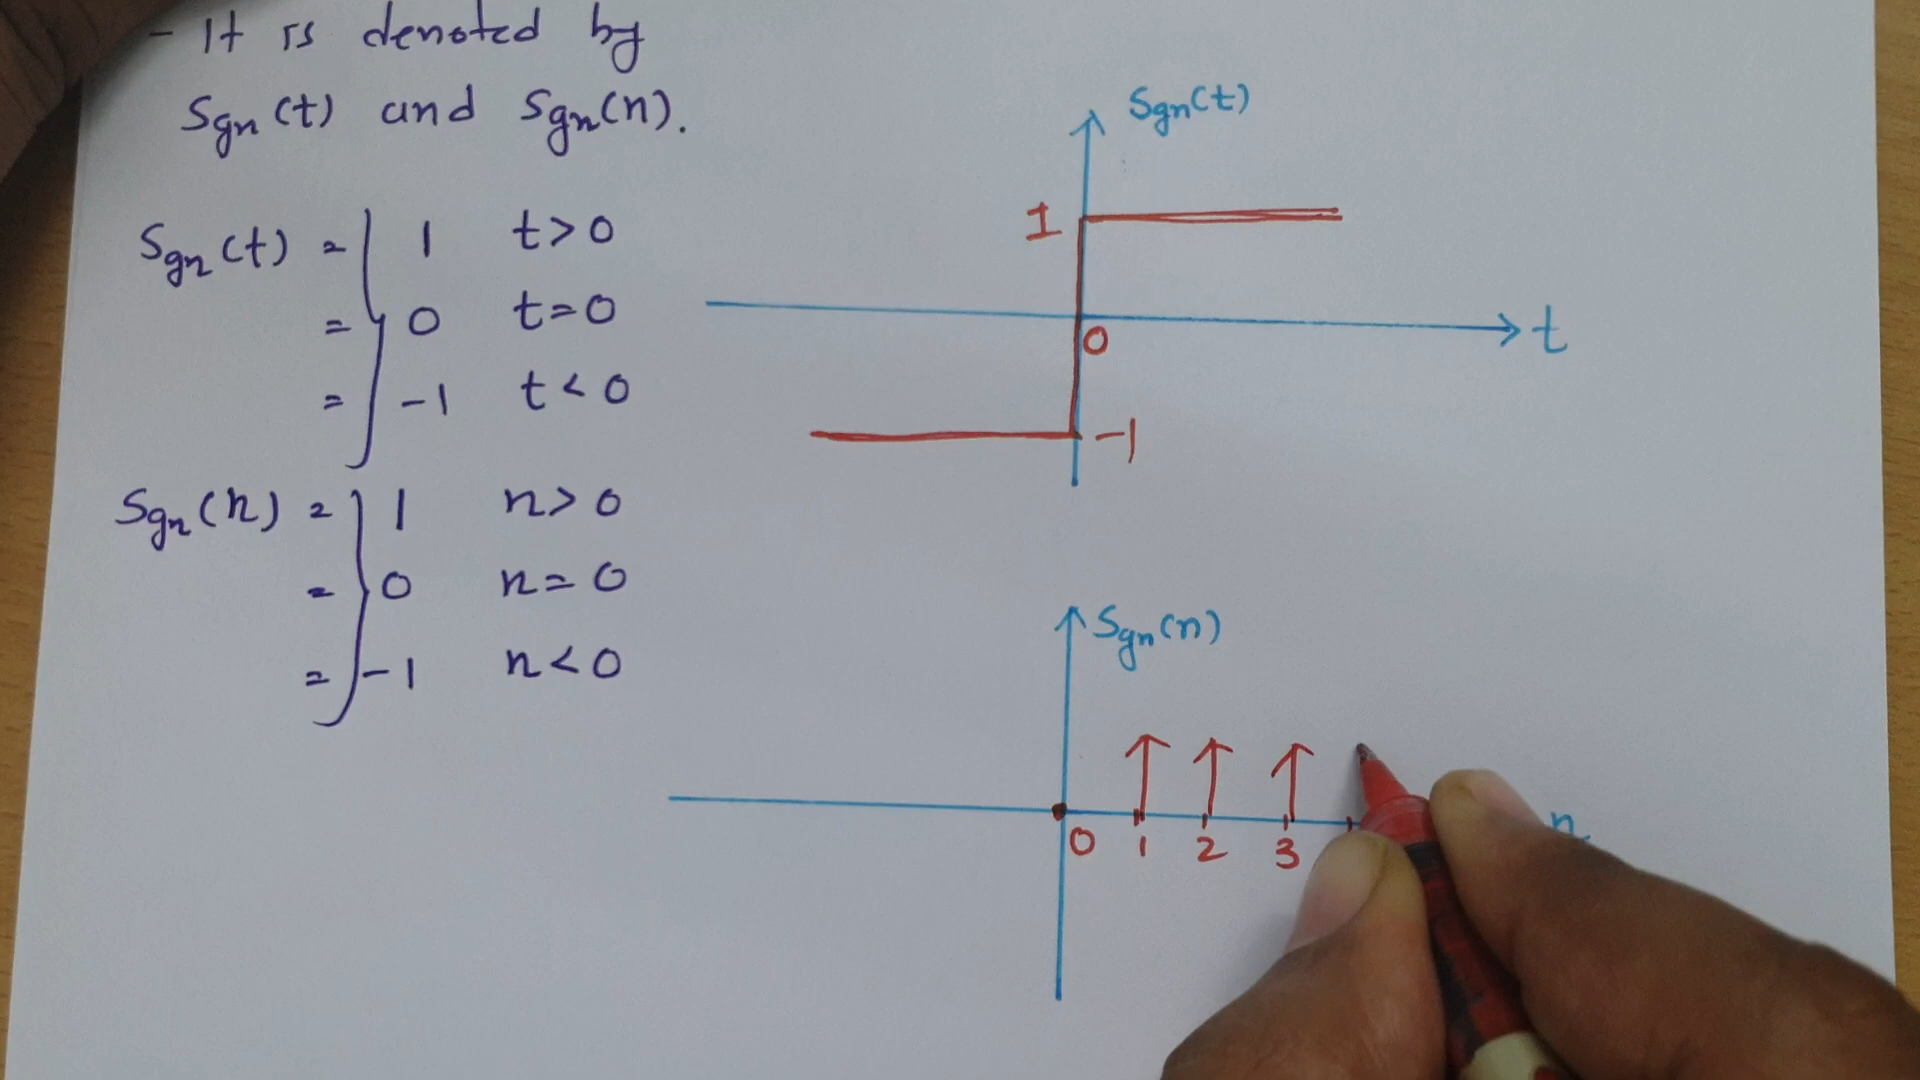 - It is denoted by
Sgn(t) and Sgn(n).
Sgn(t) = 1 t>0
= 0 t=0
= -1 t<0
Sgn(n) = 1 n>0
= 0 n=0
= -1 n<0
Sgn(t)
1
t
0
-1
Sgn(n)
n
0 1 2 3